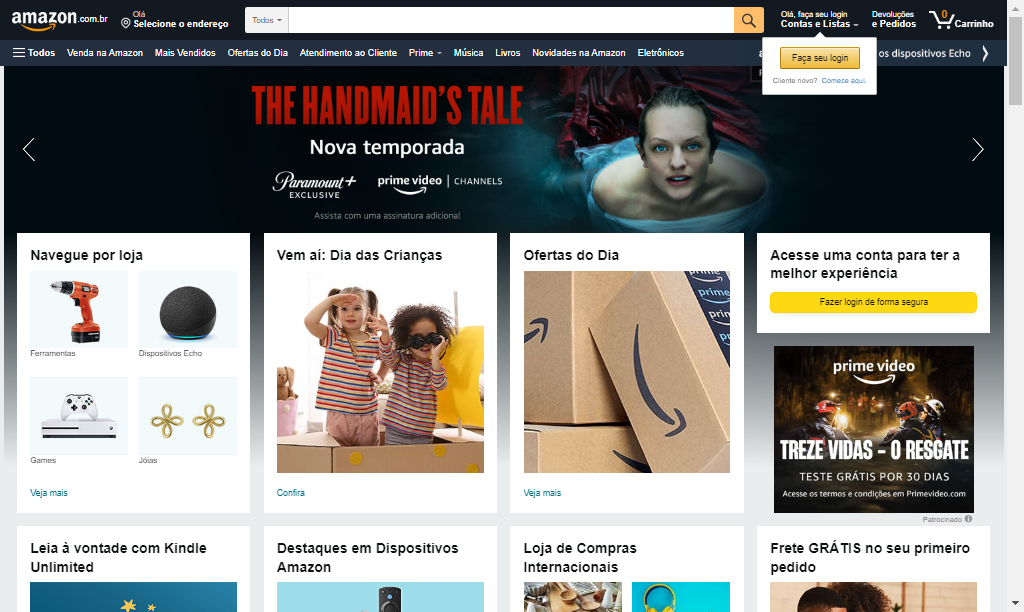 amazon.com.br
Olá
Selecione o endereço
Todos
Olá, faça seu login
Contas e Listas
Devoluções
e Pedidos
0
Carrinho
Todos
Venda na Amazon
Mais Vendidos
Ofertas do Dia
Atendimento ao Cliente
Prime
Música
Livros
Novidades na Amazon
Eletrônicos
os dispositivos Echo
Faça seu login
Cliente novo? Comece aqui.
THE HANDMAID'S TALE
Nova temporada
Paramount+
EXCLUSIVE
prime video | CHANNELS
Assista com uma assinatura adicional
Navegue por loja
Ferramentas
Dispositivos Echo
Games
Jóias
Veja mais
Vem aí: Dia das Crianças
Confira
Ofertas do Dia
prime
prime
Veja mais
Acesse uma conta para ter a
melhor experiência
Fazer login de forma segura
prime video
TREZE VIDAS - O RESGATE
TESTE GRÁTIS POR 30 DIAS
Acesse os termos e condições em Primevideo.com
Patrocinado
Leia à vontade com Kindle
Unlimited
Destaques em Dispositivos
Amazon
Loja de Compras
Internacionais
Frete GRÁTIS no seu primeiro
pedido